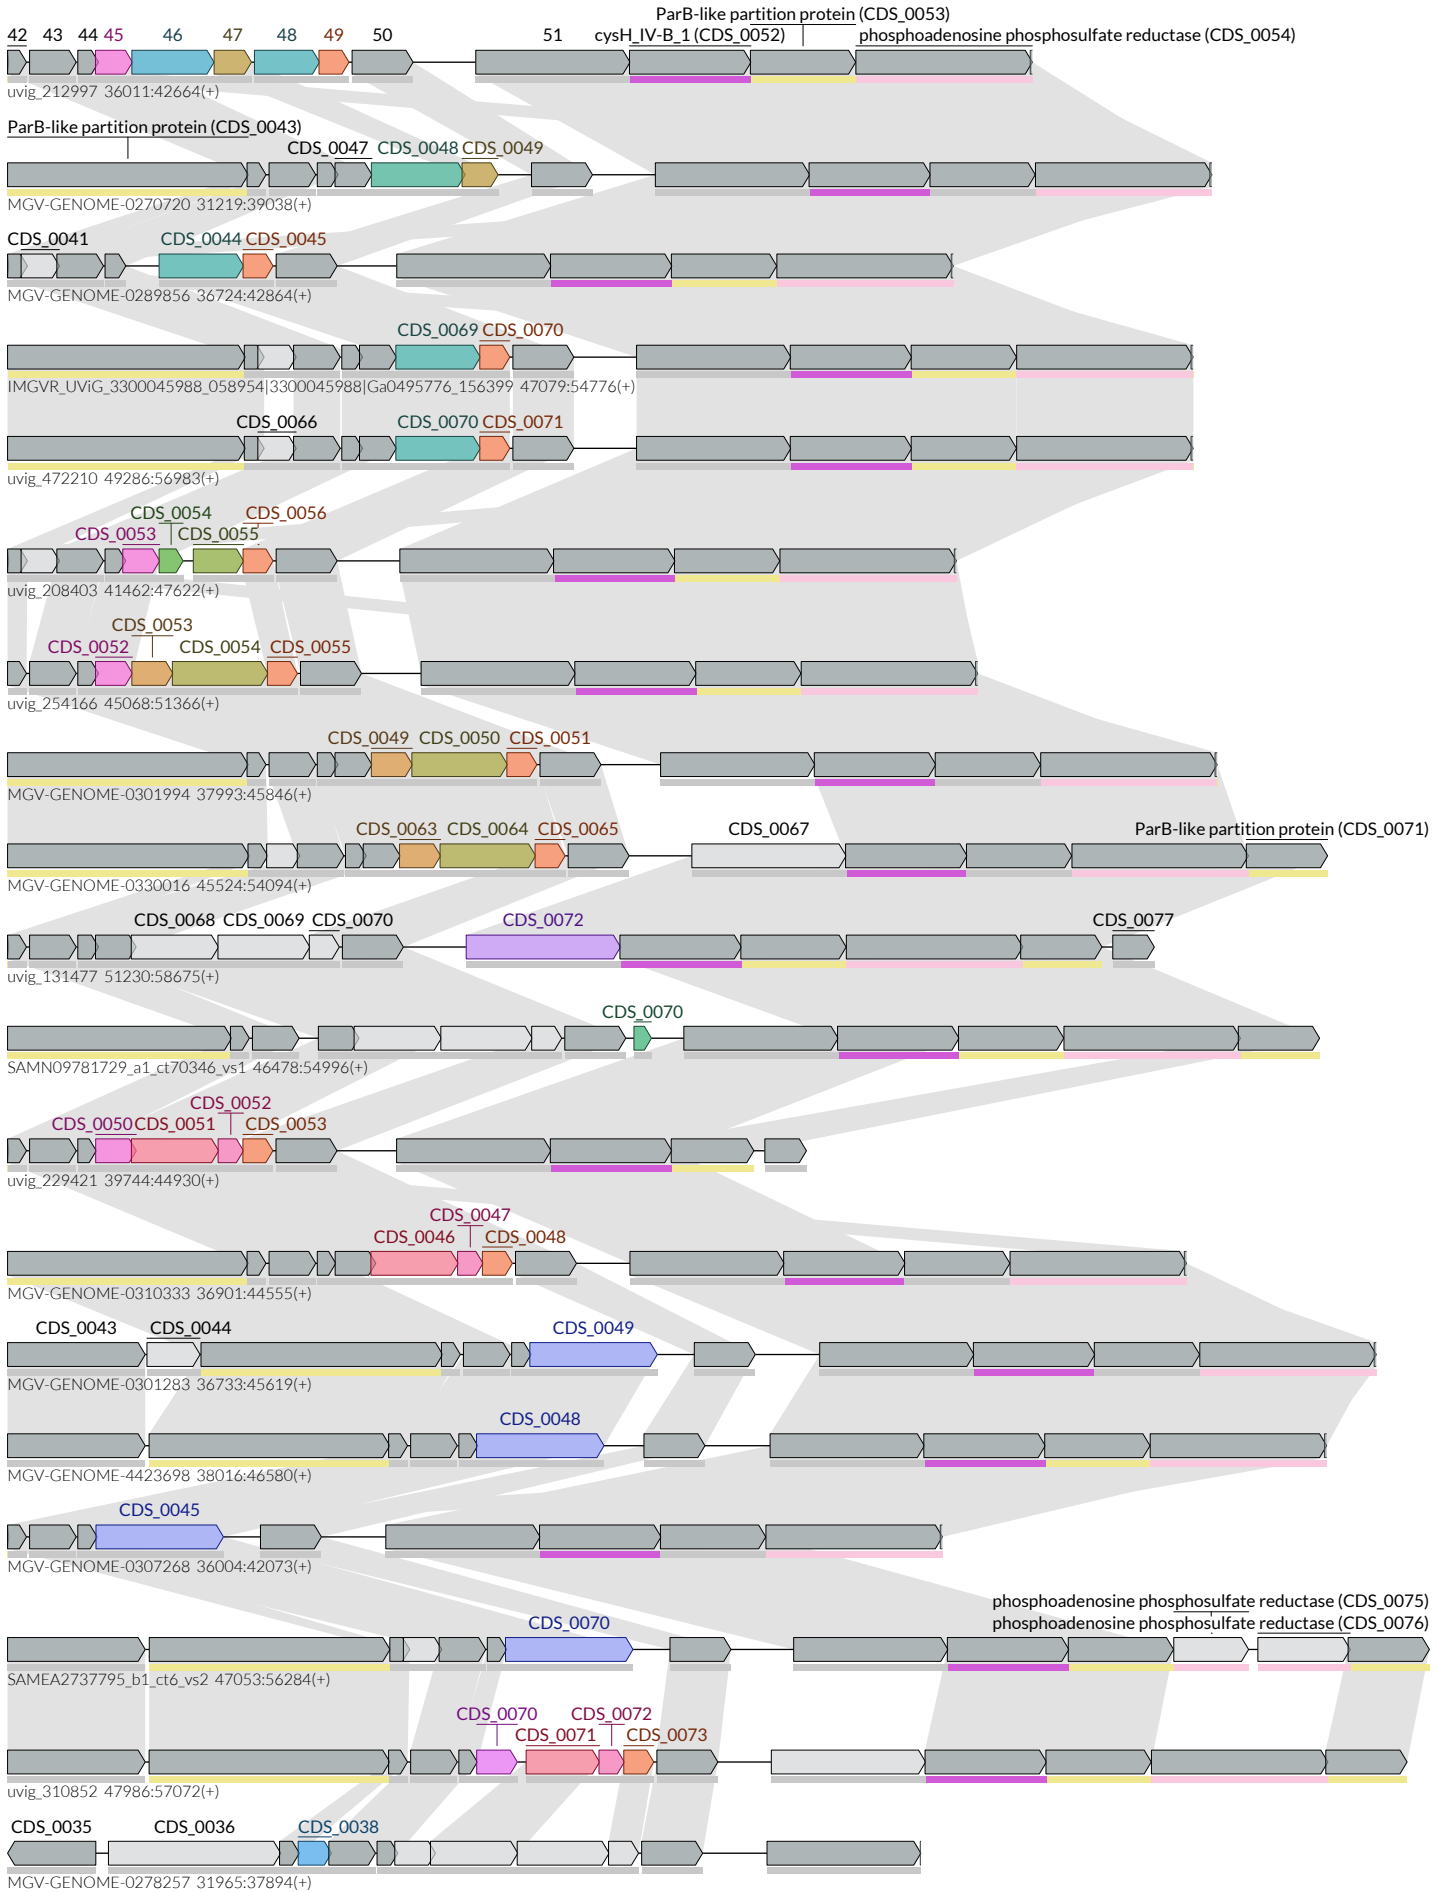 ParB-like partition protein (CDS_0053)
42 43 44 45 46 47 48 49 50 51 cysH_IV-B_1 (CDS_0052) phosphoadenosine phosphosulfate reductase (CDS_0054)
uvig_212997 36011:42664(+)
ParB-like partition protein (CDS_0043)
CDS_0047 CDS_0048 CDS_0049
MGV-GENOME-0270720 31219:39038(+)
CDS_0041 CDS_0044 CDS_0045
MGV-GENOME-0289856 36724:42864(+)
CDS_0069 CDS_0070
IMGVR_UViG_3300045988_058954|3300045988|Ga0495776_156399 47079:54776(+)
CDS_0066 CDS_0070 CDS_0071
uvig_472210 49286:56983(+)
CDS_0054 CDS_0056
CDS_0053 CDS_0055
uvig_208403 41462:47622(+)
CDS_0053
CDS_0052 CDS_0054 CDS_0055
uvig_254166 45068:51366(+)
CDS_0049 CDS_0050 CDS_0051
MGV-GENOME-0301994 37993:45846(+)
CDS_0063 CDS_0064 CDS_0065 CDS_0067 ParB-like partition protein (CDS_0071)
MGV-GENOME-0330016 45524:54094(+)
CDS_0068 CDS_0069 CDS_0070 CDS_0072 CDS_0077
uvig_131477 51230:58675(+)
CDS_0070
SAMN09781729_a1_ct70346_vs1 46478:54996(+)
CDS_0052
CDS_0050 CDS_0051 CDS_0053
uvig_229421 39744:44930(+)
CDS_0047
CDS_0046 CDS_0048
MGV-GENOME-0310333 36901:44555(+)
CDS_0043 CDS_0044 CDS_0049
MGV-GENOME-0301283 36733:45619(+)
CDS_0048
MGV-GENOME-4423698 38016:46580(+)
CDS_0045
MGV-GENOME-0307268 36004:42073(+)
phosphoadenosine phosphosulfate reductase (CDS_0075)
CDS_0070 phosphoadenosine phosphosulfate reductase (CDS_0076)
SAMEA2737795_b1_ct6_vs2 47053:56284(+)
CDS_0070 CDS_0072
CDS_0071 CDS_0073
uvig_310852 47986:57072(+)
CDS_0035 CDS_0036 CDS_0038
MGV-GENOME-0278257 31965:37894(+)